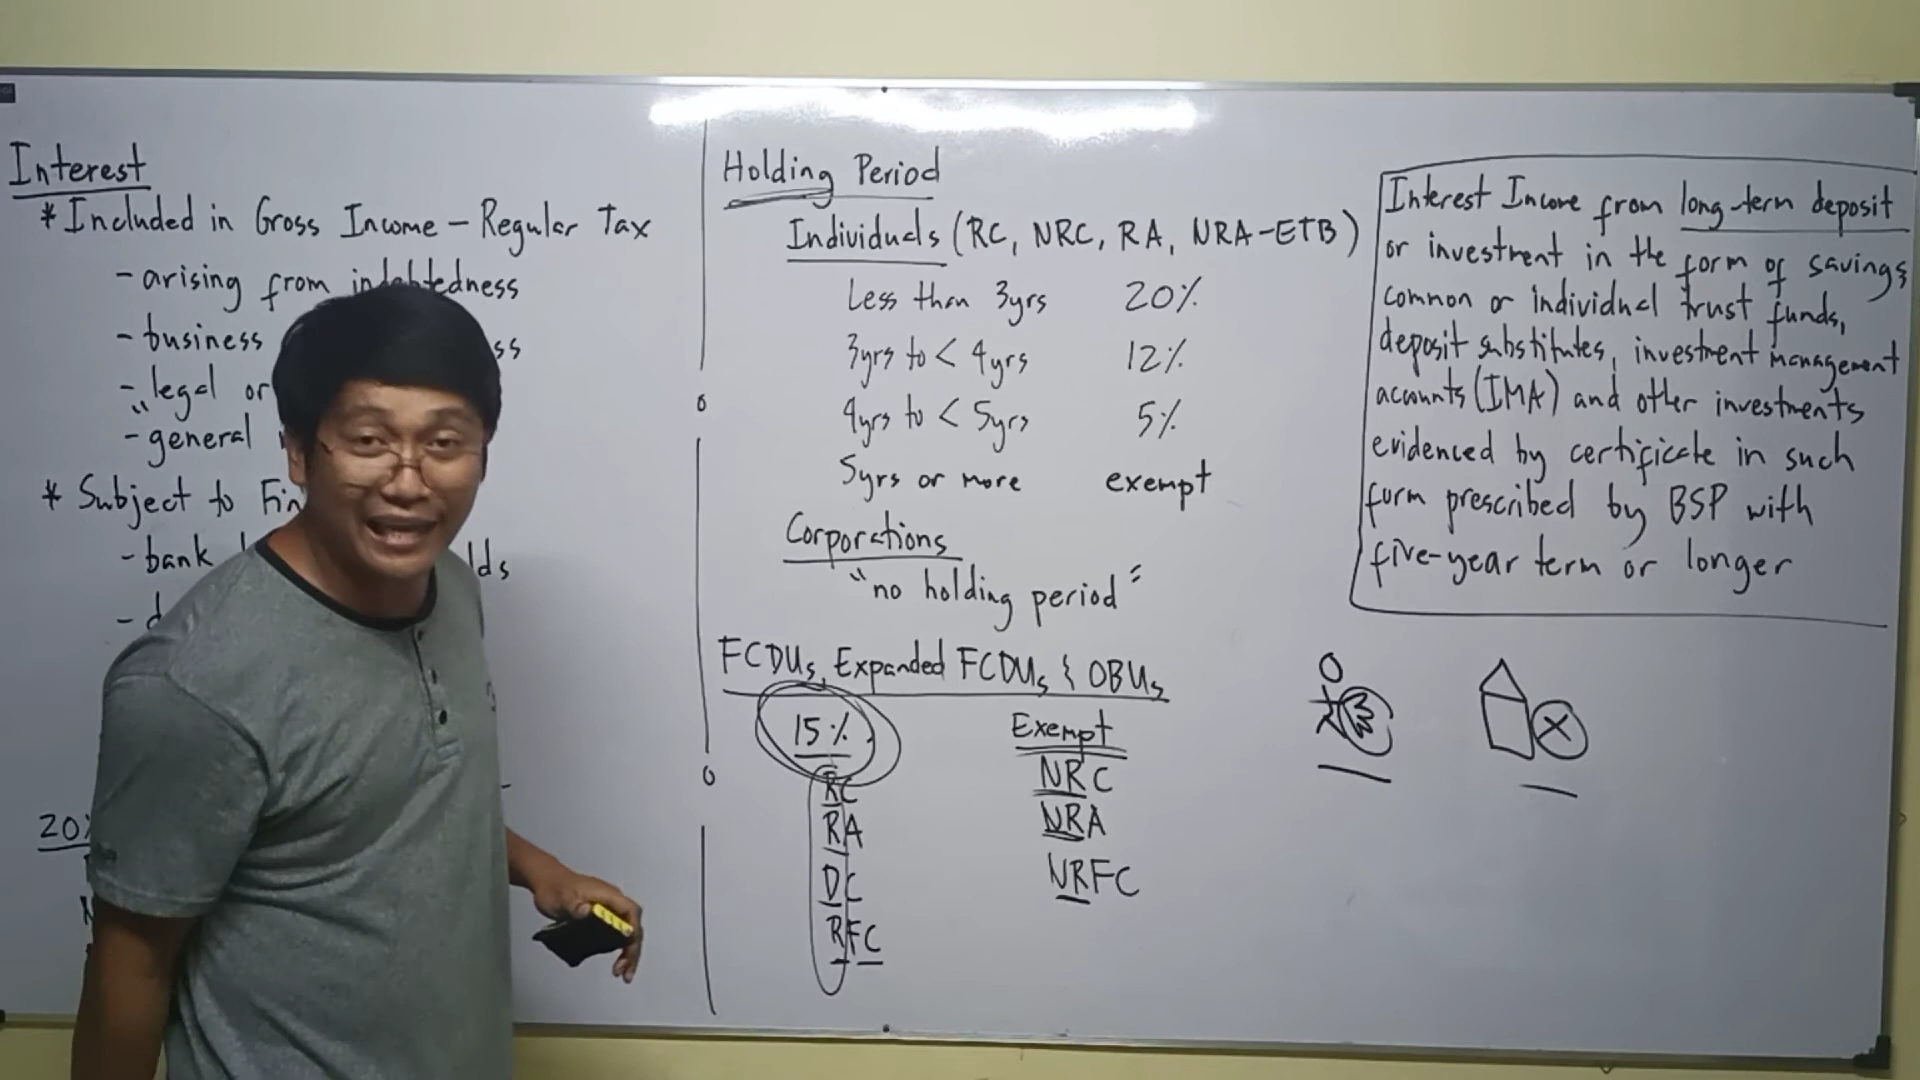 Interest
* Included in Gross Income - Regular Tax
- arising from indebtedness
- business
- "legal or
- general
* Subject to Fin
- bank
20%
Holding Period
Individuals (RC, NRC, RA, NRA-ETB)
Less than 3yrs 20%
3yrs to < 4yrs 12%
4yrs to < 5yrs 5%
5yrs or more exempt
Corporations
"no holding period"
FCDUs, Expanded FCDUs & OBUs
15% Exempt
RC NRC
RA NRA
DC NRFC
RFC
Interest Income from long-term deposit
or investment in the form of savings
common or individual trust funds,
deposit substitutes, investment management
accounts (IMA) and other investments
evidenced by certificate in such
form prescribed by BSP with
five-year term or longer